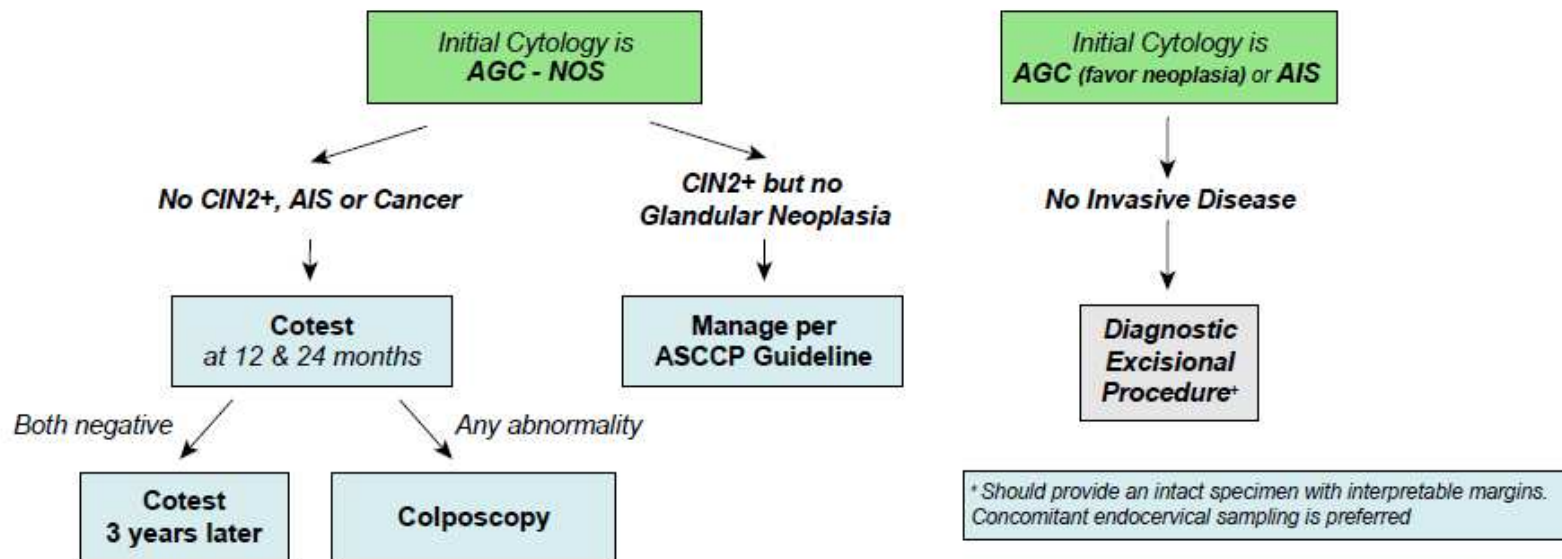 Initial Cytology is
AGC - NOS
Initial Cytology is
AGC (favor neoplasia) or AIS
No CIN2+, AIS or Cancer
CIN2+ but no
Glandular Neoplasia
No Invasive Disease
Cotest
at 12 & 24 months
Manage per
ASCCP Guideline
Diagnostic
Excisional
Procedure+
Both negative
Any abnormality
Cotest
3 years later
Colposcopy
+ Should provide an intact specimen with interpretable margins.
Concomitant endocervical sampling is preferred